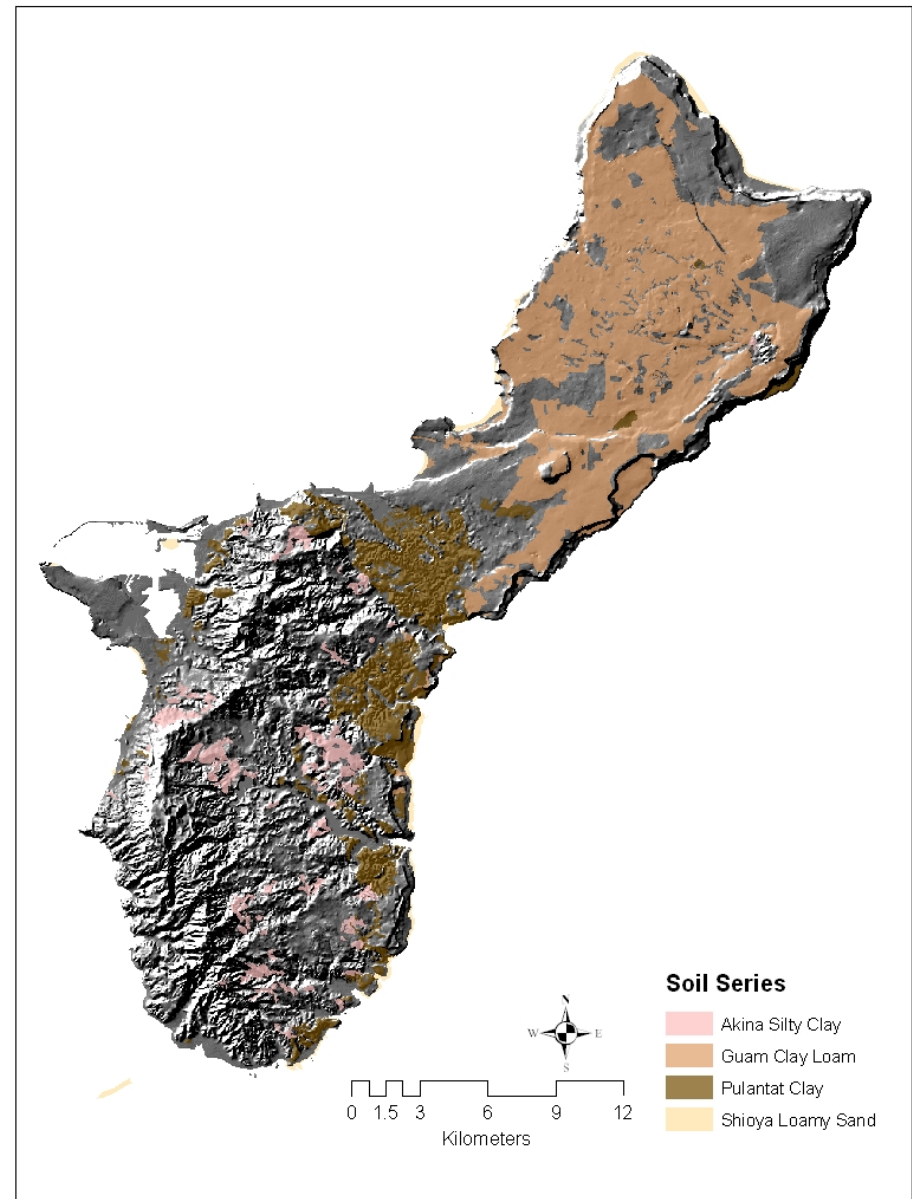 N
W E
S
0 1.5 3 6 9 12
Kilometers
Soil Series
Akina Silty Clay
Guam Clay Loam
Pulantat Clay
Shioya Loamy Sand